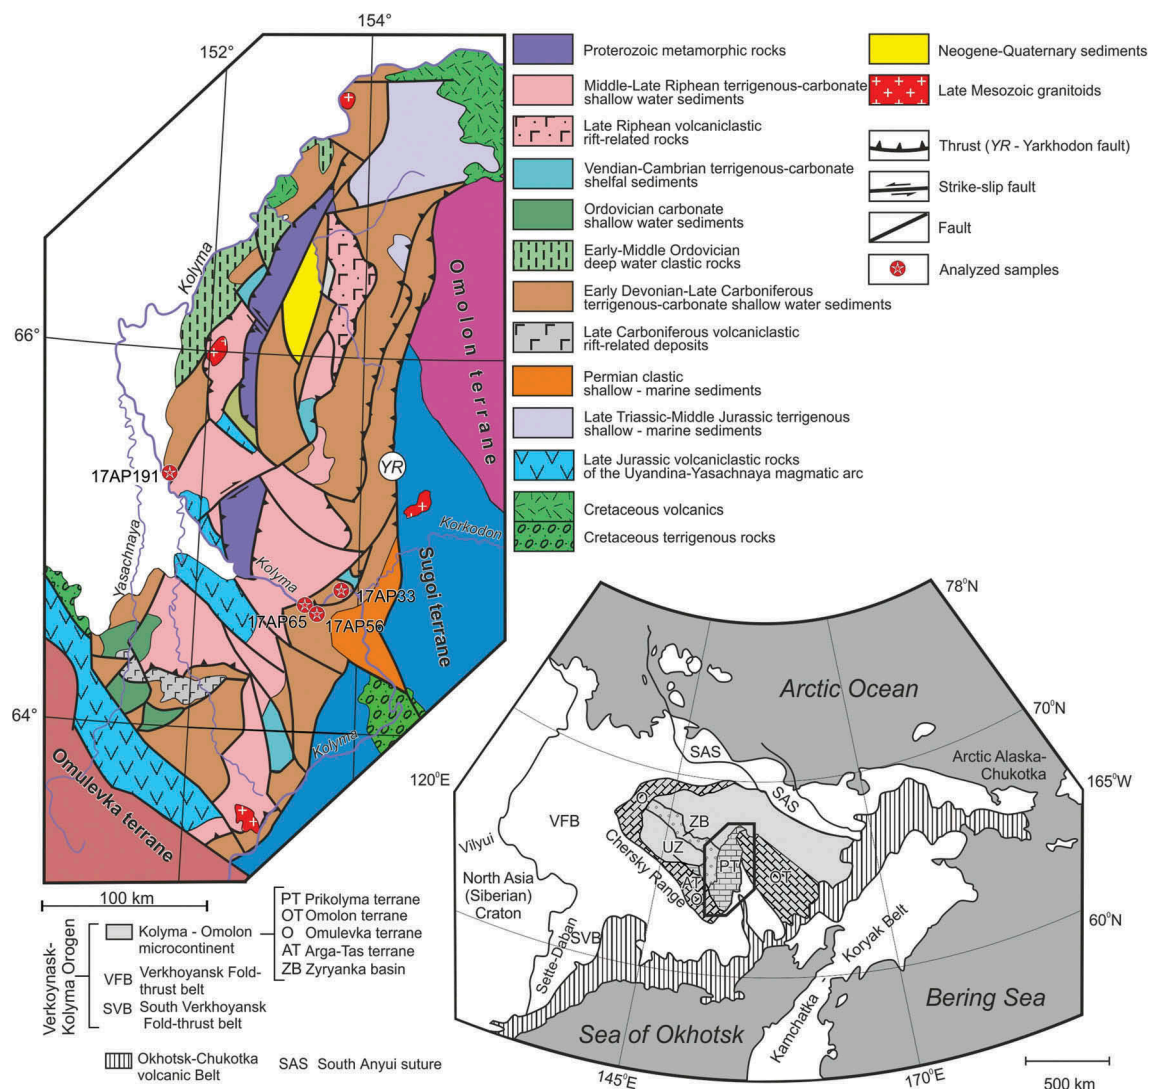 154°
152°
66°
64°
Kolyma
17AP191
Yasachnaya
Kolyma
17AP33
17AP65
17AP56
YR
Korkodon
Kolyma
Omolon terrane
Sugoi terrane
Omulevka terrane
100 km
Proterozoic metamorphic rocks
Middle-Late Riphean terrigenous-carbonate
shallow water sediments
Late Riphean volcaniclastic
rift-related rocks
Vendian-Cambrian terrigenous-carbonate
shelfal sediments
Ordovician carbonate
shallow water sediments
Early-Middle Ordovician
deep water clastic rocks
Early Devonian-Late Carboniferous
terrigenous-carbonate shallow water sediments
Late Carboniferous volcaniclastic
rift-related deposits
Permian clastic
shallow - marine sediments
Late Triassic-Middle Jurassic terrigenous
shallow - marine sediments
Late Jurassic volcaniclastic rocks
of the Uyandina-Yasachnaya magmatic arc
Cretaceous volcanics
Cretaceous terrigenous rocks
Neogene-Quaternary sediments
Late Mesozoic granitoids
Thrust (YR - Yarkhodon fault)
Strike-slip fault
Fault
Analyzed samples
Verkoynask-
Kolyma Orogen
Kolyma - Omolon
microcontinent
VFB Verkhoyansk Fold-
thrust belt
SVB South Verkhoyansk
Fold-thrust belt
PT Prikolyma terrane
OT Omolon terrane
O Omulevka terrane
AT Arga-Tas terrane
ZB Zyryanka basin
Okhotsk-Chukotka
volcanic Belt
SAS South Anyui suture
78°N
70°N
165°W
60°N
170°E
145°E
120°E
Arctic Ocean
Arctic Alaska-
Chukotka
SAS
SAS
VFB
O
ZB
UZ
PT
OT
AT
O
Chersky Range
Vilyui
North Asia
(Siberian)
Craton
SVB
Sette-Daban
Koryak Belt
Kamchatka
Bering Sea
Sea of Okhotsk
500 km